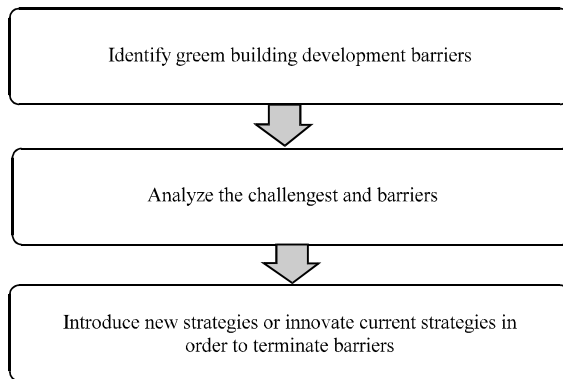 Identify greem building development barriers
Analyze the challengest and barriers
Introduce new strategies or innovate current strategies in
order to terminate barriers